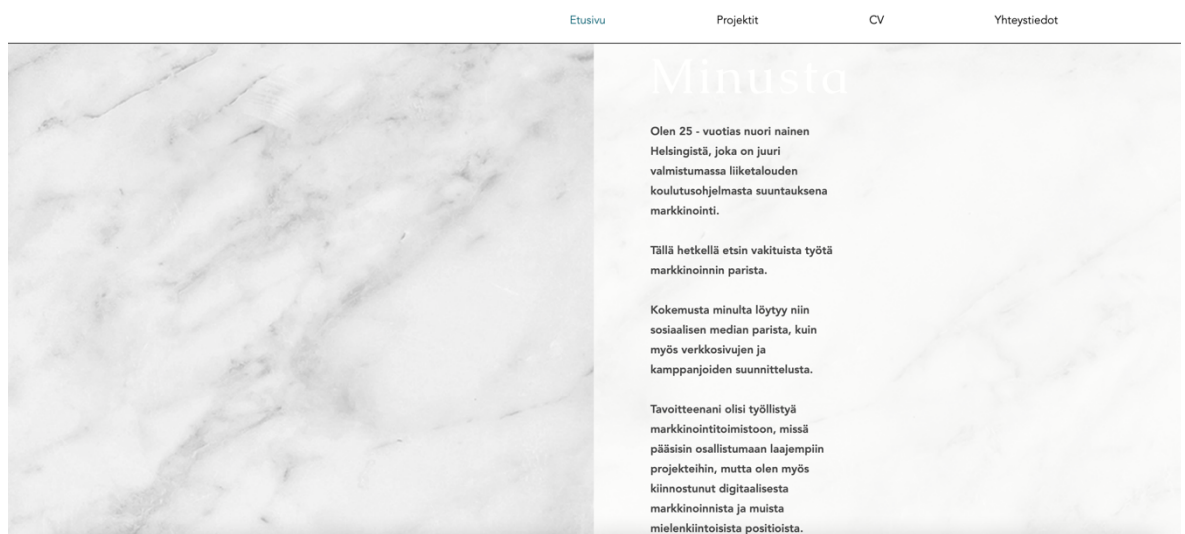 Etusivu Projektit CV Yhteystiedot
Minusta
Olen 25 - vuotias nuori nainen
Helsingistä, joka on juuri
valmistumassa liiketalouden
koulutusohjelmasta suuntauksena
markkinointi.
Tällä hetkellä etsin vakituista työtä
markkinoinnin parista.
Kokemusta minulta löytyy niin
sosiaalisen median parista, kuin
myös verkkosivujen ja
kamppanjoiden suunnittelusta.
Tavoitteenani olisi työllistyä
markkinointitoimistoon, missä
pääsisin osallistumaan laajempiin
projekteihin, mutta olen myös
kiinnostunut digitaalisesta
markkinoinnista ja muista
mielenkiintoisista positioista.